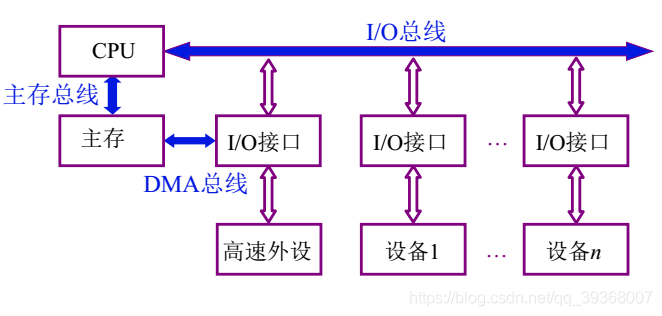 I/O总线
CPU
主存总线
主存
I/O接口
I/O接口
…
I/O接口
DMA总线
高速外设
设备1
…
设备n
https://blog.csdn.net/qq_39368007